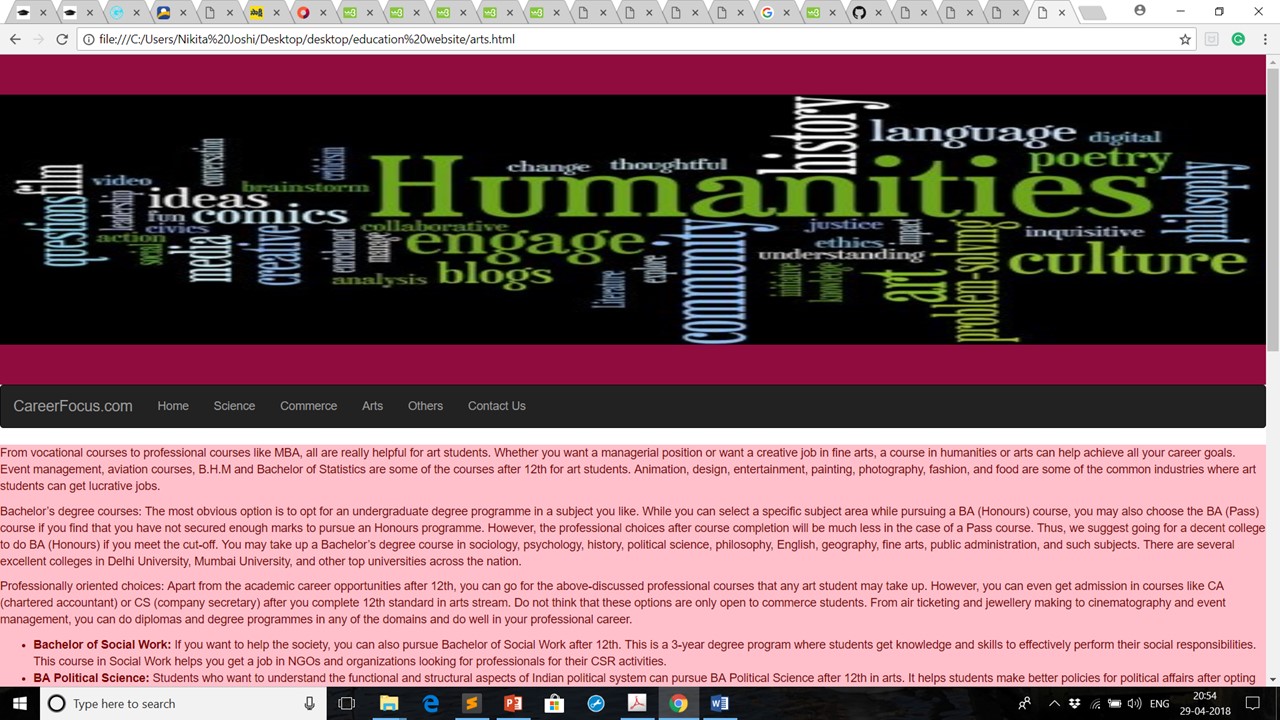 file:///C:/Users/Nikita%20Joshi/Desktop/desktop/education%20website/arts.html
Humanities
history
language
digital
poetry
philosophy
change
thoughtful
conversation
criticism
film
questions
video
leadership
ideas
brainstorm
fun
civics
comics
action
social
media
creative
collaborative
engage
analysis
blogs
Literature
explore
community
justice
ethics
impact
understanding
initiative
knowledge
art
problem-solving
inquisitive
culture
CareerFocus.com Home Science Commerce Arts Others Contact Us
From vocational courses to professional courses like MBA, all are really helpful for art students. Whether you want a managerial position or want a creative job in fine arts, a course in humanities or arts can help achieve all your career goals.
Event management, aviation courses, B.H.M and Bachelor of Statistics are some of the courses after 12th for art students. Animation, design, entertainment, painting, photography, fashion, and food are some of the common industries where art
students can get lucrative jobs.
Bachelor’s degree courses: The most obvious option is to opt for an undergraduate degree programme in a subject you like. While you can select a specific subject area while pursuing a BA (Honours) course, you may also choose the BA (Pass)
course if you find that you have not secured enough marks to pursue an Honours programme. However, the professional choices after course completion will be much less in the case of a Pass course. Thus, we suggest going for a decent college
to do BA (Honours) if you meet the cut-off. You may take up a Bachelor’s degree course in sociology, psychology, history, political science, philosophy, English, geography, fine arts, public administration, and such subjects. There are several
excellent colleges in Delhi University, Mumbai University, and other top universities across the nation.
Professionally oriented choices: Apart from the academic career opportunities after 12th, you can go for the above-discussed professional courses that any art student may take up. However, you can even get admission in courses like CA
(chartered accountant) or CS (company secretary) after you complete 12th standard in arts stream. Do not think that these options are only open to commerce students. From air ticketing and jewellery making to cinematography and event
management, you can do diplomas and degree programmes in any of the domains and do well in your professional career.
• Bachelor of Social Work: If you want to help the society, you can also pursue Bachelor of Social Work after 12th. This is a 3-year degree program where students get knowledge and skills to effectively perform their social responsibilities.
This course in Social Work helps you get a job in NGOs and organizations looking for professionals for their CSR activities.
• BA Political Science: Students who want to understand the functional and structural aspects of Indian political system can pursue BA Political Science after 12th in arts. It helps students make better policies for political affairs after opting
Type here to search
ENG
20:54
29-04-2018